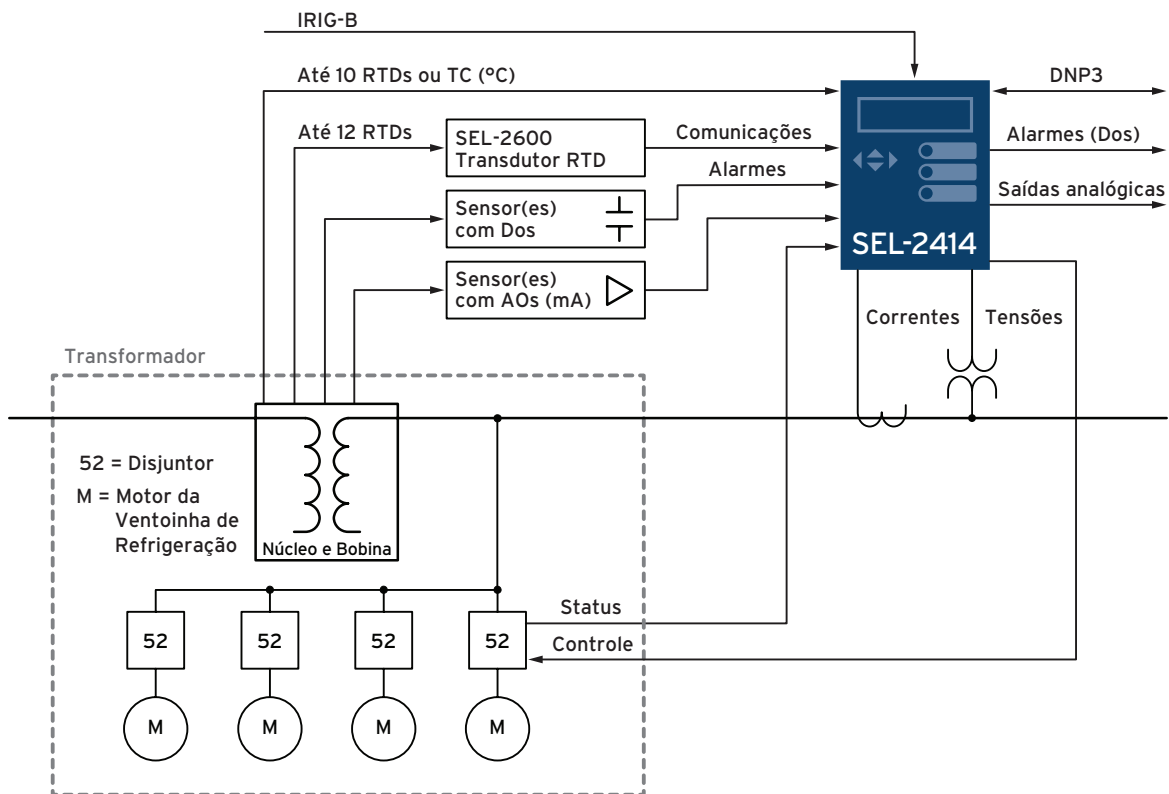 IRIG-B
Até 10 RTDs ou TC (°C)
DNP3
Até 12 RTDs
SEL-2600
Transdutor RTD
Comunicações
Alarmes (Dos)
Alarmes
Saídas analógicas
Sensor(es)
com Dos
SEL-2414
Sensor(es)
com AOs (mA)
Correntes
Tensões
Transformador
52 = Disjuntor
M = Motor da
Ventoinha de
Refrigeração
Núcleo e Bobina
Status
52
52
52
52
Controle
M
M
M
M